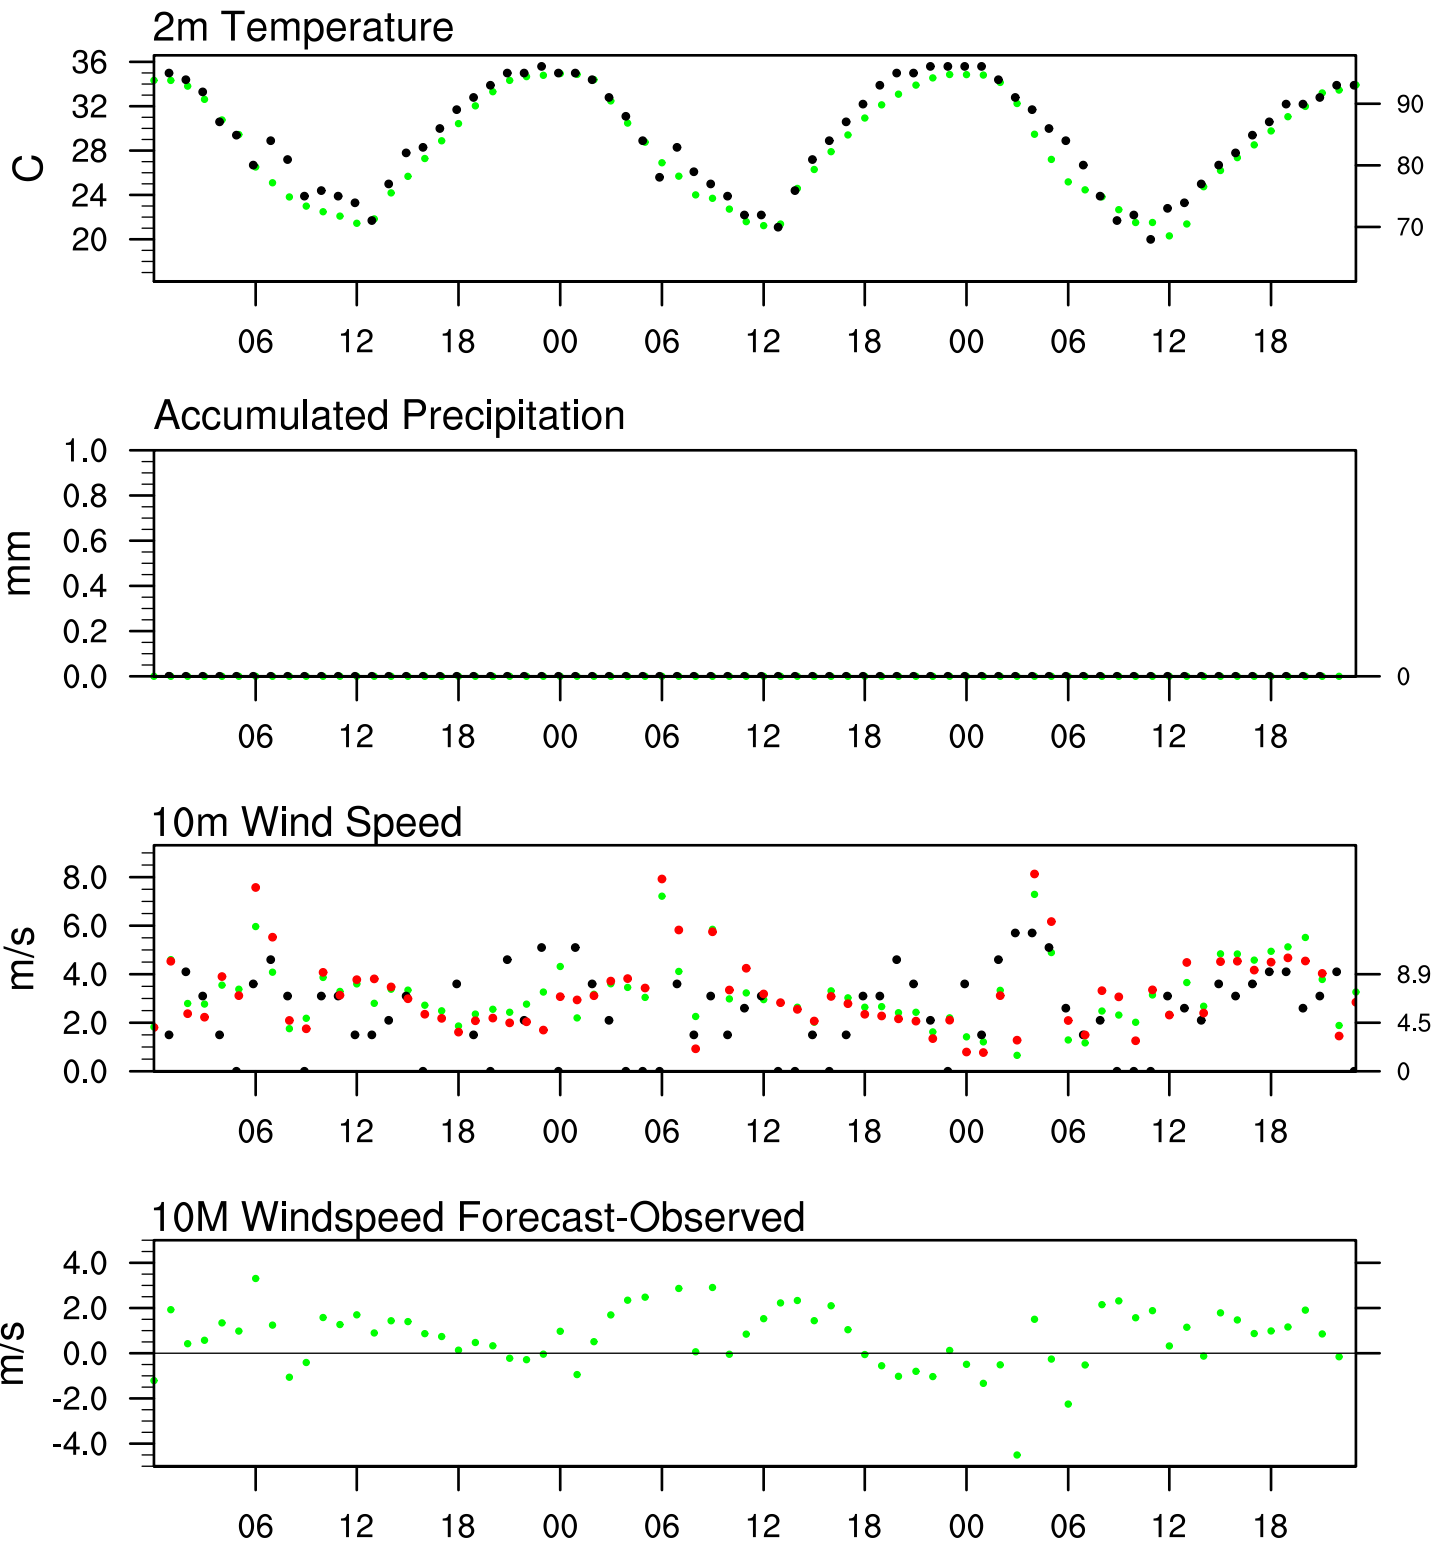 2m Temperature
36
32
28
24
20
C
90
80
70
06 12 18 00 06 12 18 00 06 12 18
Accumulated Precipitation
1.0
0.8
0.6
0.4
0.2
0.0
mm
0
06 12 18 00 06 12 18 00 06 12 18
10m Wind Speed
8.0
6.0
4.0
2.0
0.0
m/s
8.9
4.5
0
06 12 18 00 06 12 18 00 06 12 18
10M Windspeed Forecast-Observed
4.0
2.0
0.0
-2.0
-4.0
m/s
06 12 18 00 06 12 18 00 06 12 18